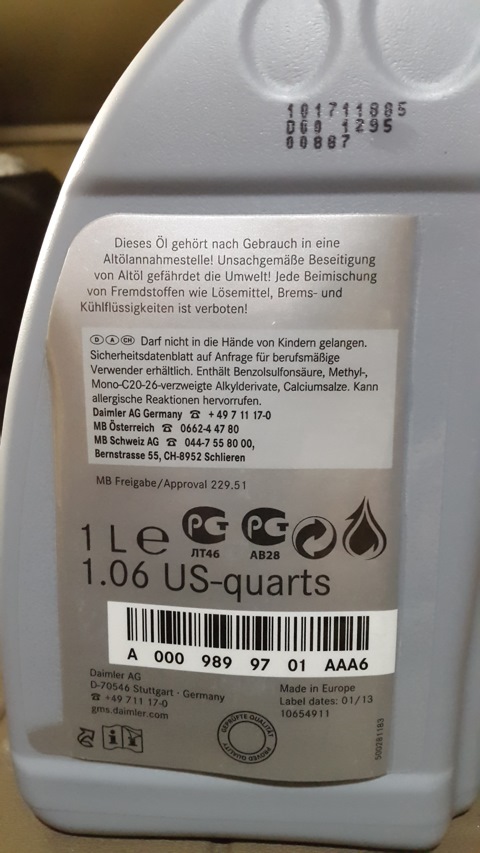 101711885
D60 1295
00887
Dieses Öl gehört nach Gebrauch in eine
Altölannahmestelle! Unsachgemäße Beseitigung
von Altöl gefährdet die Umwelt! Jede Beimischung
von Fremdstoffen wie Lösemittel, Brems- und
Kühlflüssigkeiten ist verboten!
D A CH Darf nicht in die Hände von Kindern gelangen.
Sicherheitsdatenblatt auf Anfrage für berufsmäßige
Verwender erhältlich. Enthält Benzolsulfonsäure, Methyl-,
Mono-C20-26-verzweigte Alkylderivate, Calciumsalze. Kann
allergische Reaktionen hervorrufen.
Daimler AG Germany ☎ + 49 7 11 17-0
MB Österreich ☎ 0662-4 47 80
MB Schweiz AG ☎ 044-7 55 80 00,
Bernstrasse 55, CH-8952 Schlieren
MB Freigabe/Approval 229.51
1 L e
РСТ РСТ
ЛТ46 АВ28
1.06 US-quarts
A 000 989 97 01 AAA6
Daimler AG
D-70546 Stuttgart · Germany
☎ +49 711 17-0
gms.daimler.com
Made in Europe
Label dates: 01/13
10654911
GEPRÜFTE QUALITÄT
PROVED QUALITY
500281183